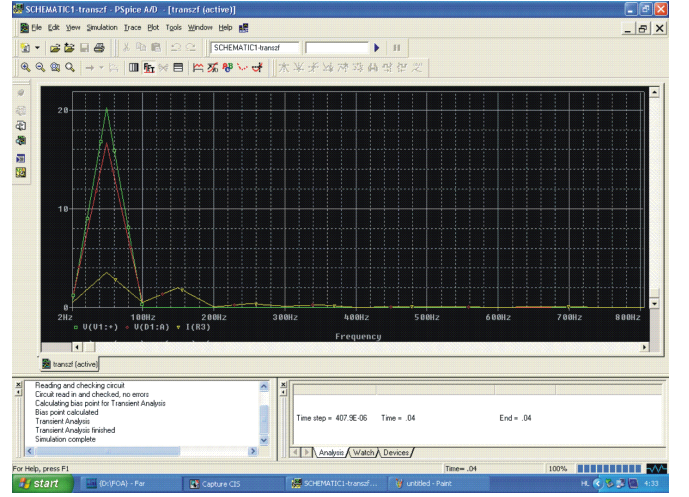 SCHEMATIC1-transzf - PSpice A/D - [transzf (active)]
File Edit View Simulation Trace Plot Tools Window Help
SCHEMATIC1-transzf
20
10
0
2Hz 100Hz 200Hz 300Hz 400Hz 500Hz 600Hz 700Hz 800Hz
V(V1:+) V(D1:A) I(R3)
Frequency
transzf (active)
Reading and checking circuit
Circuit read in and checked, no errors
Calculating bias point for Transient Analysis
Bias point calculated
Transient Analysis
Transient Analysis finished
Simulation complete
Time step = 407.9E-06 Time = .04 End = .04
Analysis Watch Devices
For Help, press F1 Time= .04 100%
start {D:\FOA} - Far Capture CIS SCHEMATIC1-transzf... untitled - Paint HL 4:33